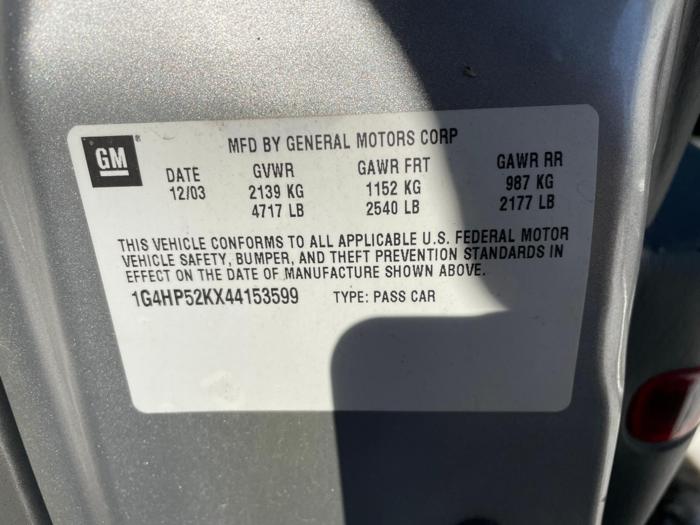 GM
MFD BY GENERAL MOTORS CORP
DATE GVWR GAWR FRT GAWR RR
12/03 2139 KG 1152 KG 987 KG
4717 LB 2540 LB 2177 LB
THIS VEHICLE CONFORMS TO ALL APPLICABLE U.S. FEDERAL MOTOR
VEHICLE SAFETY, BUMPER, AND THEFT PREVENTION STANDARDS IN
EFFECT ON THE DATE OF MANUFACTURE SHOWN ABOVE.
1G4HP52KX44153599 TYPE: PASS CAR